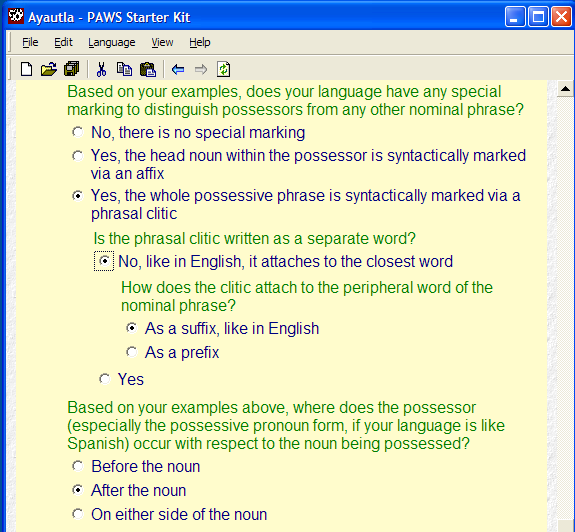 Ayautla - PAWS Starter Kit
File Edit Language View Help
Based on your examples, does your language have any special
marking to distinguish possessors from any other nominal phrase?
No, there is no special marking
Yes, the head noun within the possessor is syntactically marked
via an affix
Yes, the whole possessive phrase is syntactically marked via a
phrasal clitic
Is the phrasal clitic written as a separate word?
No, like in English, it attaches to the closest word
How does the clitic attach to the peripheral word of the
nominal phrase?
As a suffix, like in English
As a prefix
Yes
Based on your examples above, where does the possessor
(especially the possessive pronoun form, if your language is like
Spanish) occur with respect to the noun being possessed?
Before the noun
After the noun
On either side of the noun